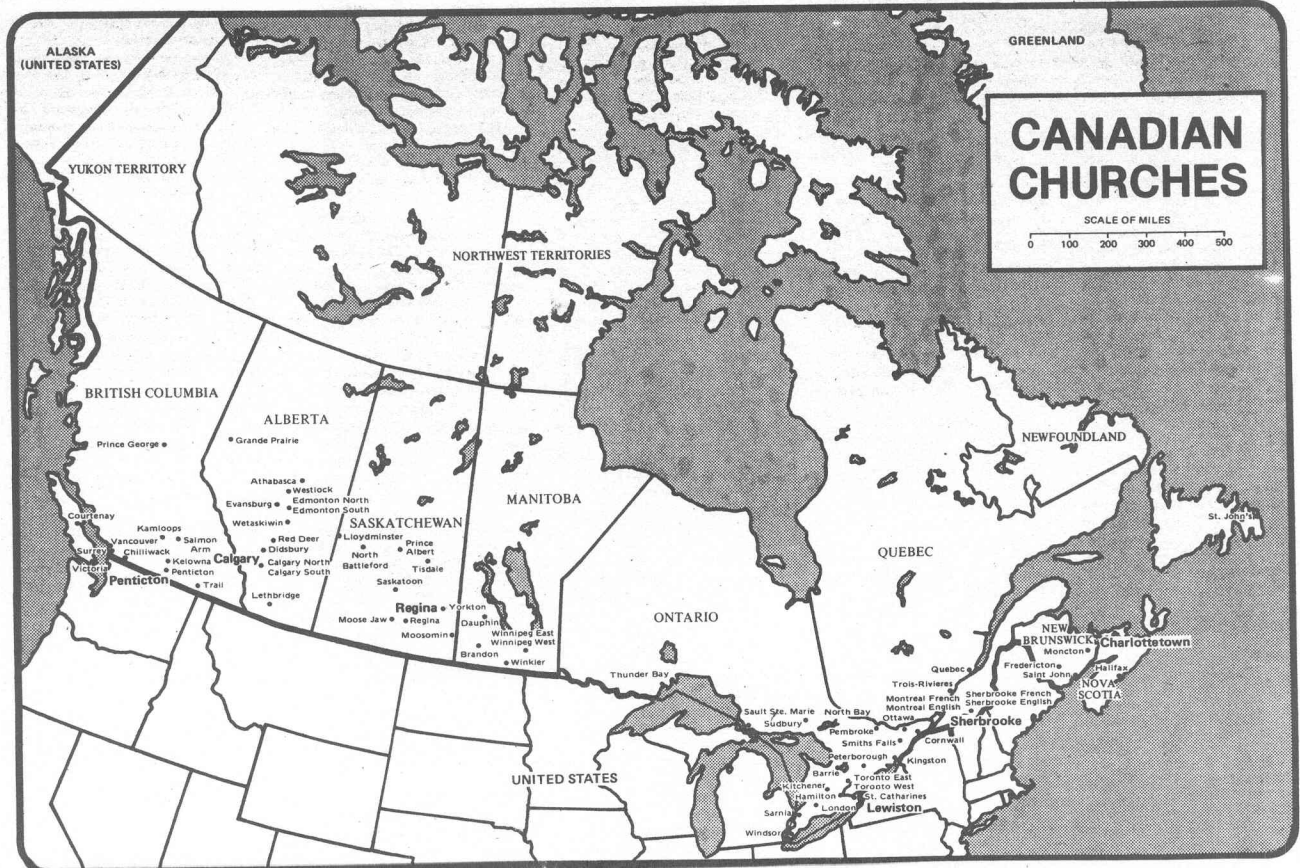 ALASKA
(UNITED STATES)
GREENLAND
CANADIAN
CHURCHES
SCALE OF MILES
0 100 200 300 400 500
YUKON TERRITORY
NORTHWEST TERRITORIES
BRITISH COLUMBIA
Prince George
Courtenay
Kamloops
Vancouver
Salmon
Arm
Surrey
Chilliwack
Victoria
Kelowna
Penticton
Penticton
Trail
ALBERTA
Grande Prairie
Athabasca
Westlock
Evansburg
Edmonton North
Edmonton South
Wetaskiwin
Red Deer
Didsbury
Calgary
Calgary North
Calgary South
Lethbridge
SASKATCHEWAN
Lloydminster
North
Battleford
Prince
Albert
Tisdale
Saskatoon
Regina
Yorkton
Moose Jaw
Regina
Moosomin
MANITOBA
Dauphin
Winnipeg East
Winnipeg West
Brandon
Winkler
ONTARIO
Thunder Bay
Sault Ste. Marie
Sudbury
North Bay
Ottawa
Pembroke
Smiths Falls
Cornwall
Peterborough
Kingston
Barrie
Toronto East
Toronto West
Kitchener
Hamilton
St. Catharines
London
Lewiston
Sarnia
Windsor
QUEBEC
Quebec
Trois-Rivieres
Montreal French
Montreal English
Sherbrooke French
Sherbrooke English
Sherbrooke
NEWFOUNDLAND
St. John's
NEW
BRUNSWICK
Charlottetown
Moncton
Fredericton
Saint John
Halifax
NOVA
SCOTIA
UNITED STATES